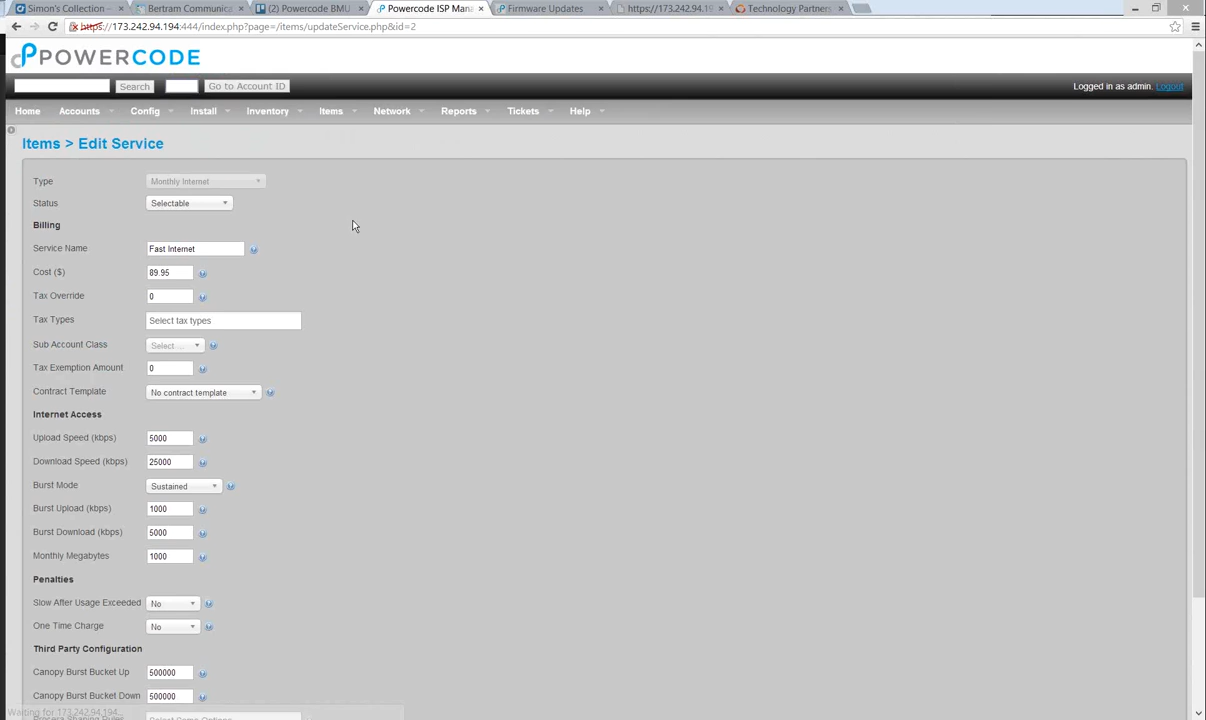 Simon's Collection —
Bertram Communica
(2) Powercode BMU
Powercode ISP Man
Firmware Updates
https://173.242.94.19
Technology Partners
https://173.242.94.194:444/index.php?page=/items/updateService.php&id=2
POWERCODE
Search
Go to Account ID
Logged in as admin. Logout
Home Accounts Config Install Inventory Items Network Reports Tickets Help
Items > Edit Service
Type Monthly Internet
Status Selectable
Billing
Service Name Fast Internet
Cost ($) 89.95
Tax Override 0
Tax Types Select tax types
Sub Account Class Select ...
Tax Exemption Amount 0
Contract Template No contract template
Internet Access
Upload Speed (kbps) 5000
Download Speed (kbps) 25000
Burst Mode Sustained
Burst Upload (kbps) 1000
Burst Download (kbps) 5000
Monthly Megabytes 1000
Penalties
Slow After Usage Exceeded No
One Time Charge No
Third Party Configuration
Canopy Burst Bucket Up 500000
Canopy Burst Bucket Down 500000
Waiting for 173.242.94.194...
Procera Shaping Rules Select Some Options